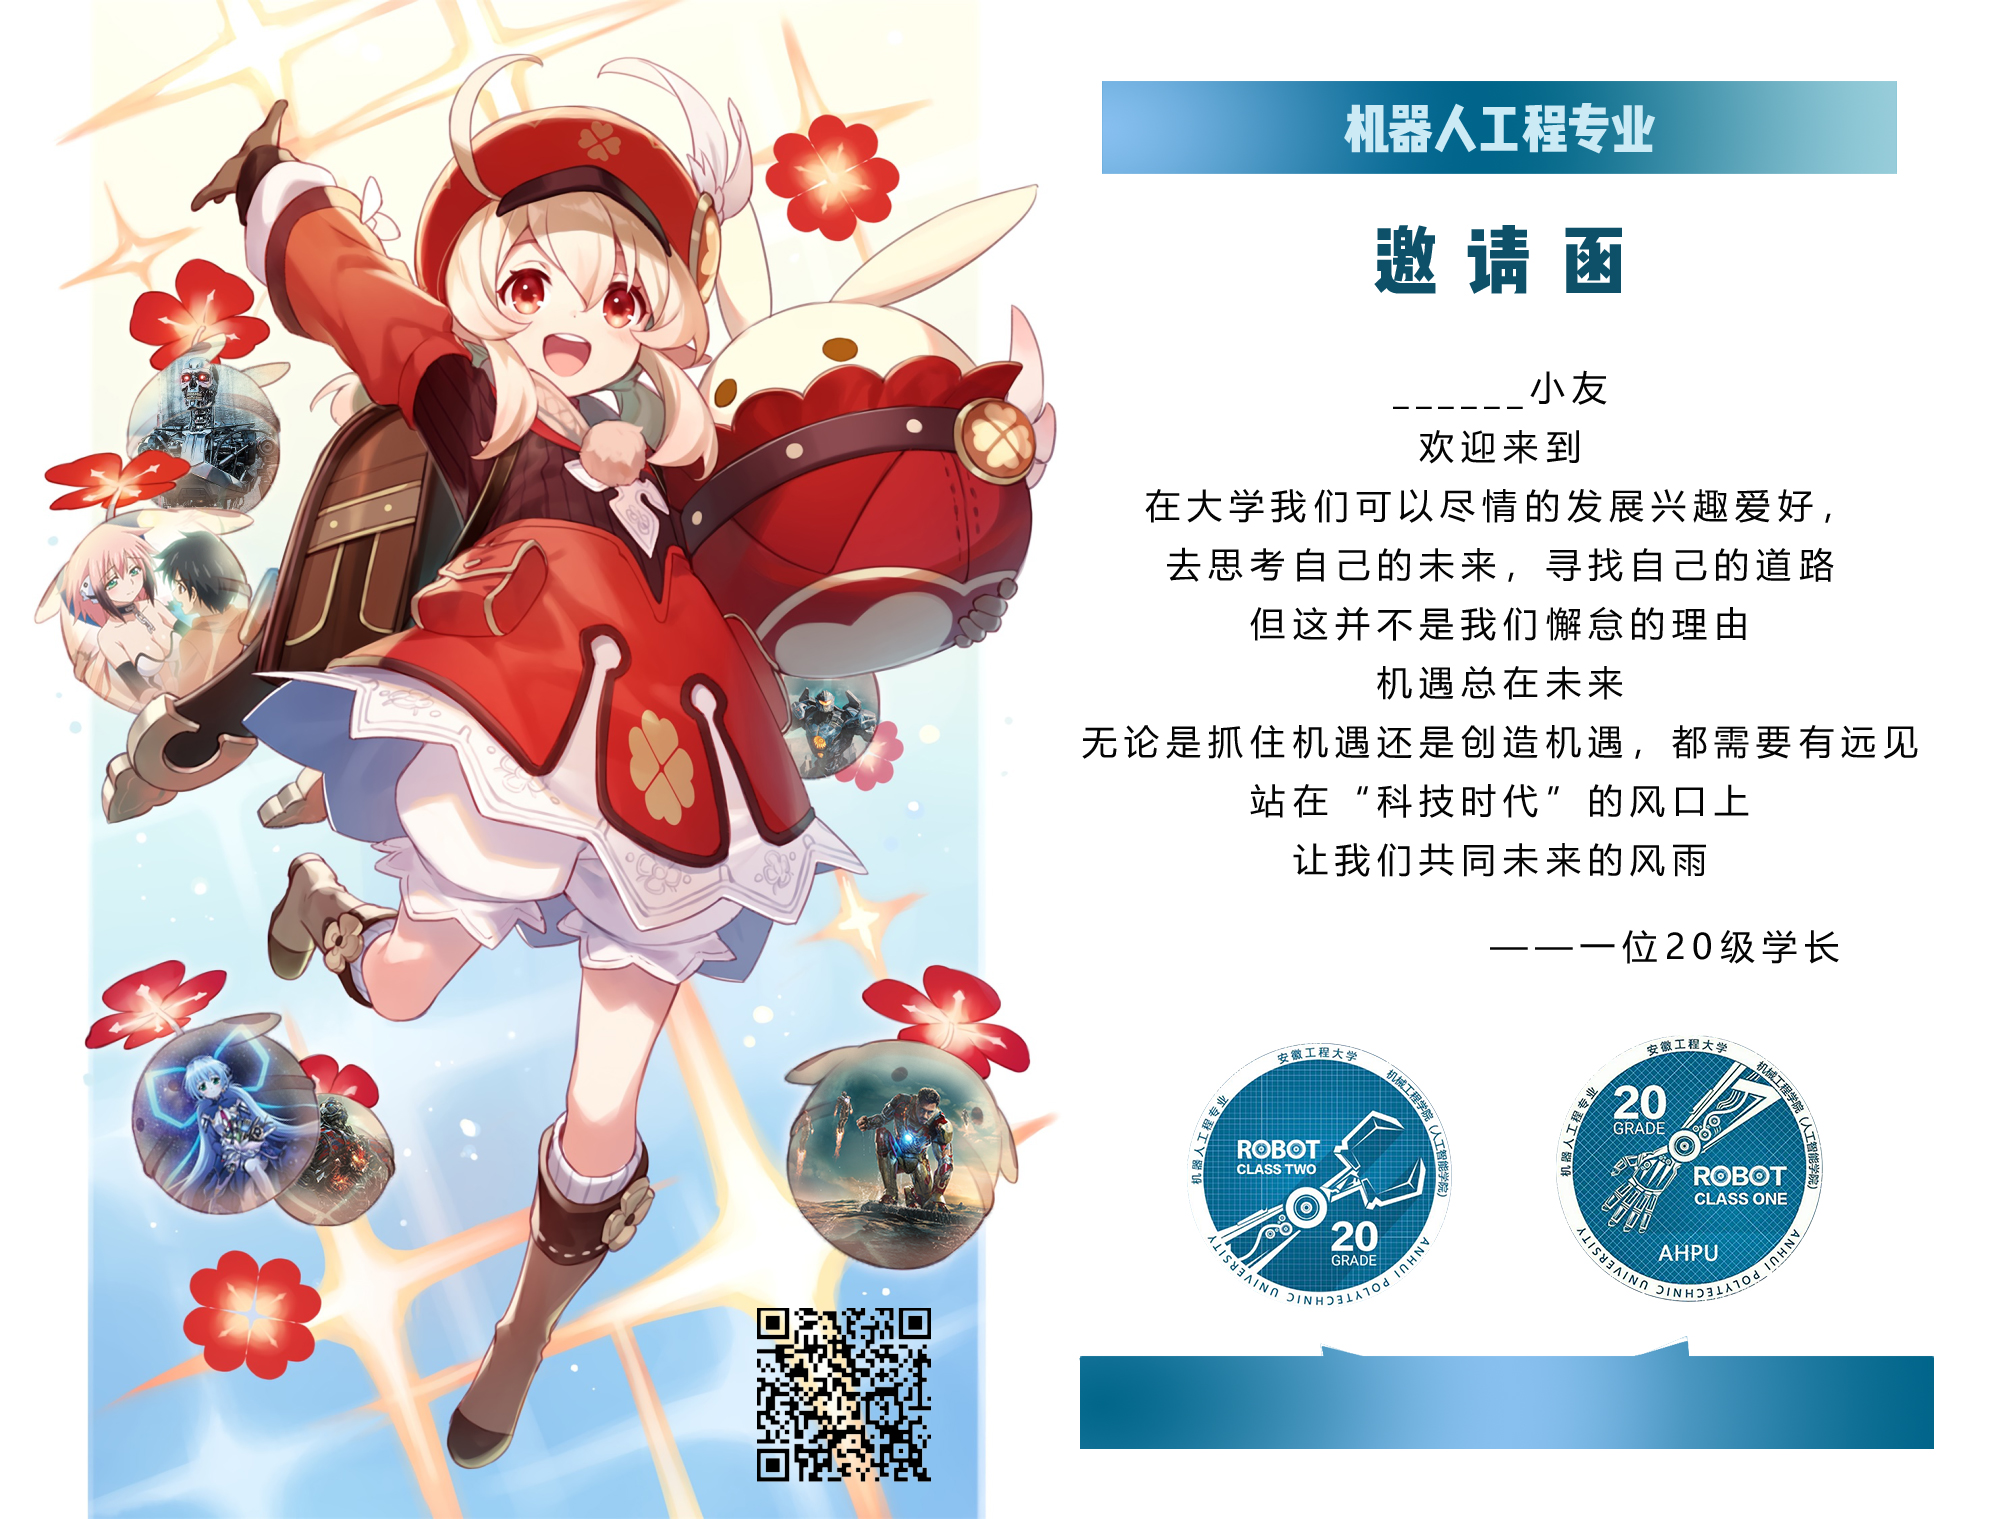 机器人工程专业
邀请函
______小友
欢迎来到
在大学我们可以尽情的发展兴趣爱好，
去思考自己的未来，寻找自己的道路
但这并不是我们懈怠的理由
机遇总在未来
无论是抓住机遇还是创造机遇，都需要有远见
站在“科技时代”的风口上
让我们共同未来的风雨
——一位20级学长
安徽工程大学
机器人工程专业
机械工程学院（人工智能学院）
ROBOT
CLASS TWO
20
GRADE
ANHUI POLYTECHNIC UNIVERSITY
安徽工程大学
机器人工程专业
机械工程学院（人工智能学院）
20
GRADE
ROBOT
CLASS ONE
AHPU
ANHUI POLYTECHNIC UNIVERSITY